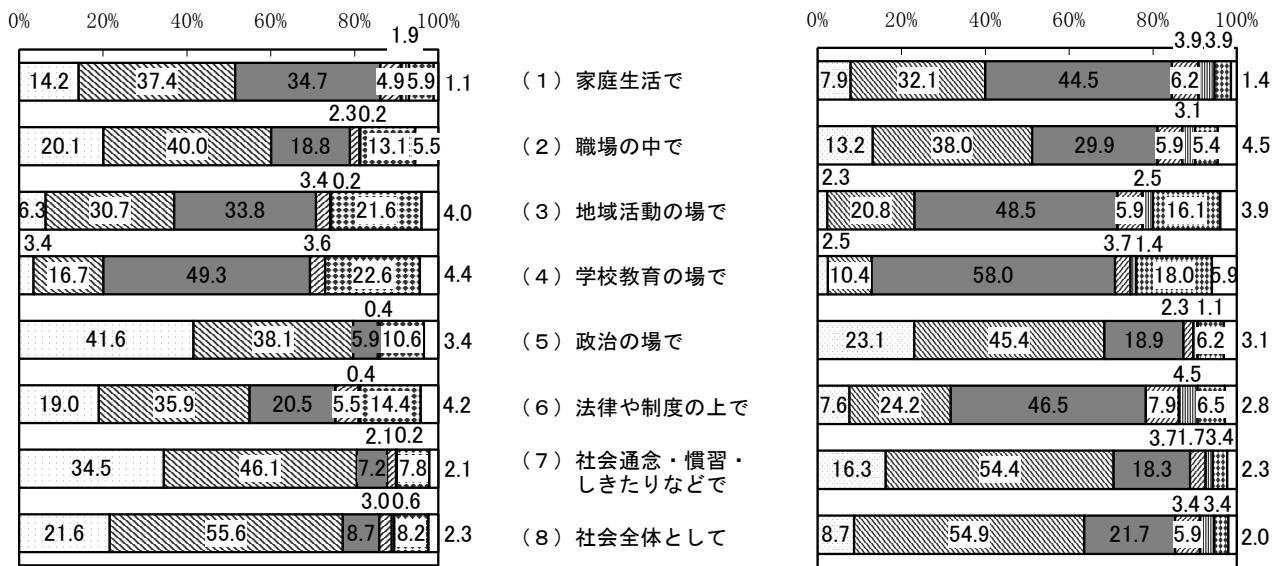 0% 20% 40% 60% 80% 100% 0% 20% 40% 60% 80% 100%
1.9 3.9 3.9
14.2 37.4 34.7 4.9 5.9 1.1 （1）家庭生活で 7.9 32.1 44.5 6.2 1.4
2.3 0.2 3.1
20.1 40.0 18.8 13.1 5.5 （2）職場の中で 13.2 38.0 29.9 5.9 5.4 4.5
3.4 0.2 2.3 2.5
6.3 30.7 33.8 21.6 4.0 （3）地域活動の場で 20.8 48.5 5.9 16.1 3.9
3.4 3.6 2.5 3.7 1.4
16.7 49.3 22.6 4.4 （4）学校教育の場で 10.4 58.0 18.0 5.9
0.4 2.3 1.1
41.6 38.1 5.9 10.6 3.4 （5）政治の場で 23.1 45.4 18.9 6.2 3.1
0.4 4.5
19.0 35.9 20.5 5.5 14.4 4.2 （6）法律や制度の上で 7.6 24.2 46.5 7.9 6.5 2.8
2.1 0.2 3.7 1.7 3.4
34.5 46.1 7.2 7.8 2.1 （7）社会通念・慣習・ 16.3 54.4 18.3 2.3
しきたりなどで
3.0 0.6 3.4 3.4
21.6 55.6 8.7 8.2 2.3 （8）社会全体として 8.7 54.9 21.7 5.9 2.0